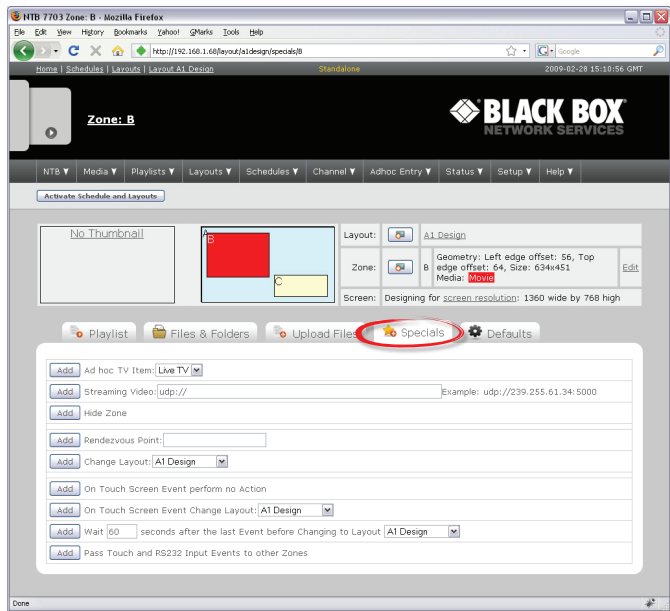 NTB 7703 Zone: B - Mozilla Firefox
File Edit View History Bookmarks Yahoo! GMarks Tools Help
http://192.168.1.68/layout/a1design/specials/B
G Google
Home | Schedules | Layouts | Layout A1 Design Standalone 2009-02-28 15:10:56 GMT
Zone: B
BLACK BOX
NETWORK SERVICES
NTB Media Playlists Layouts Schedules Channel Adhoc Entry Status Setup Help
Activate Schedule and Layouts
No Thumbnail
A
B
C
Layout: A1 Design
Zone: B Geometry: Left edge offset: 56, Top
edge offset: 64, Size: 634x451
Media: Movie
Edit
Screen: Designing for screen resolution: 1360 wide by 768 high
Playlist Files & Folders Upload Files Specials Defaults
Add Ad hoc TV Item: Live TV
Add Streaming Video: udp:// Example: udp://239.255.61.34:5000
Add Hide Zone
Add Rendezvous Point:
Add Change Layout: A1 Design
Add On Touch Screen Event perform no Action
Add On Touch Screen Event Change Layout: A1 Design
Add Wait 60 seconds after the last Event before Changing to Layout A1 Design
Add Pass Touch and RS232 Input Events to other Zones
Done